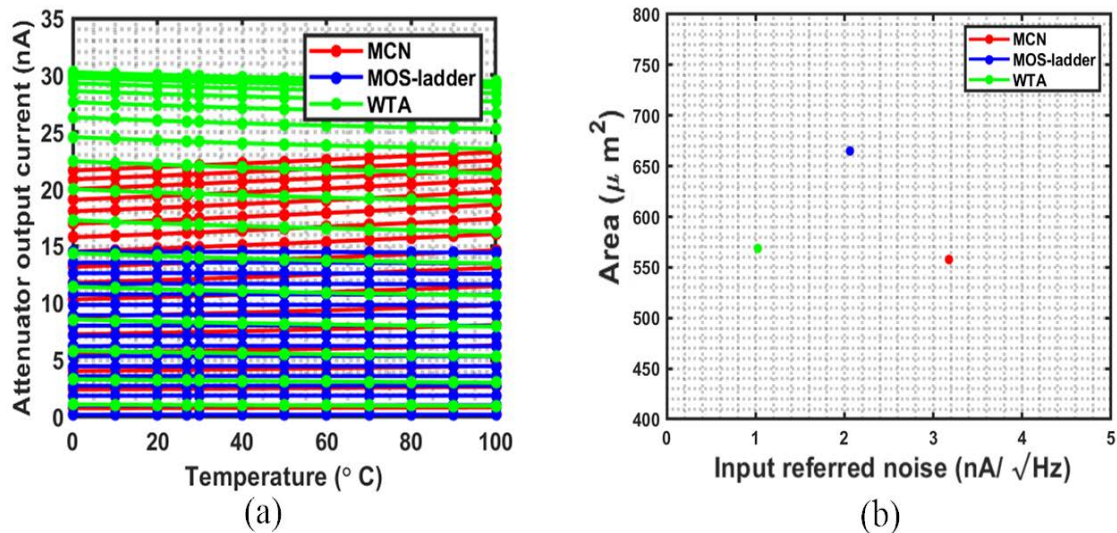 Attenuator output current (nA)
35
30
25
20
15
10
5
0
0
20
40
60
80
100
Temperature (° C)
MCN
MOS-ladder
WTA
(a)
Area (μ m²)
800
750
700
650
600
550
500
450
400
0
1
2
3
4
5
Input referred noise (nA/ √Hz)
MCN
MOS-ladder
WTA
(b)